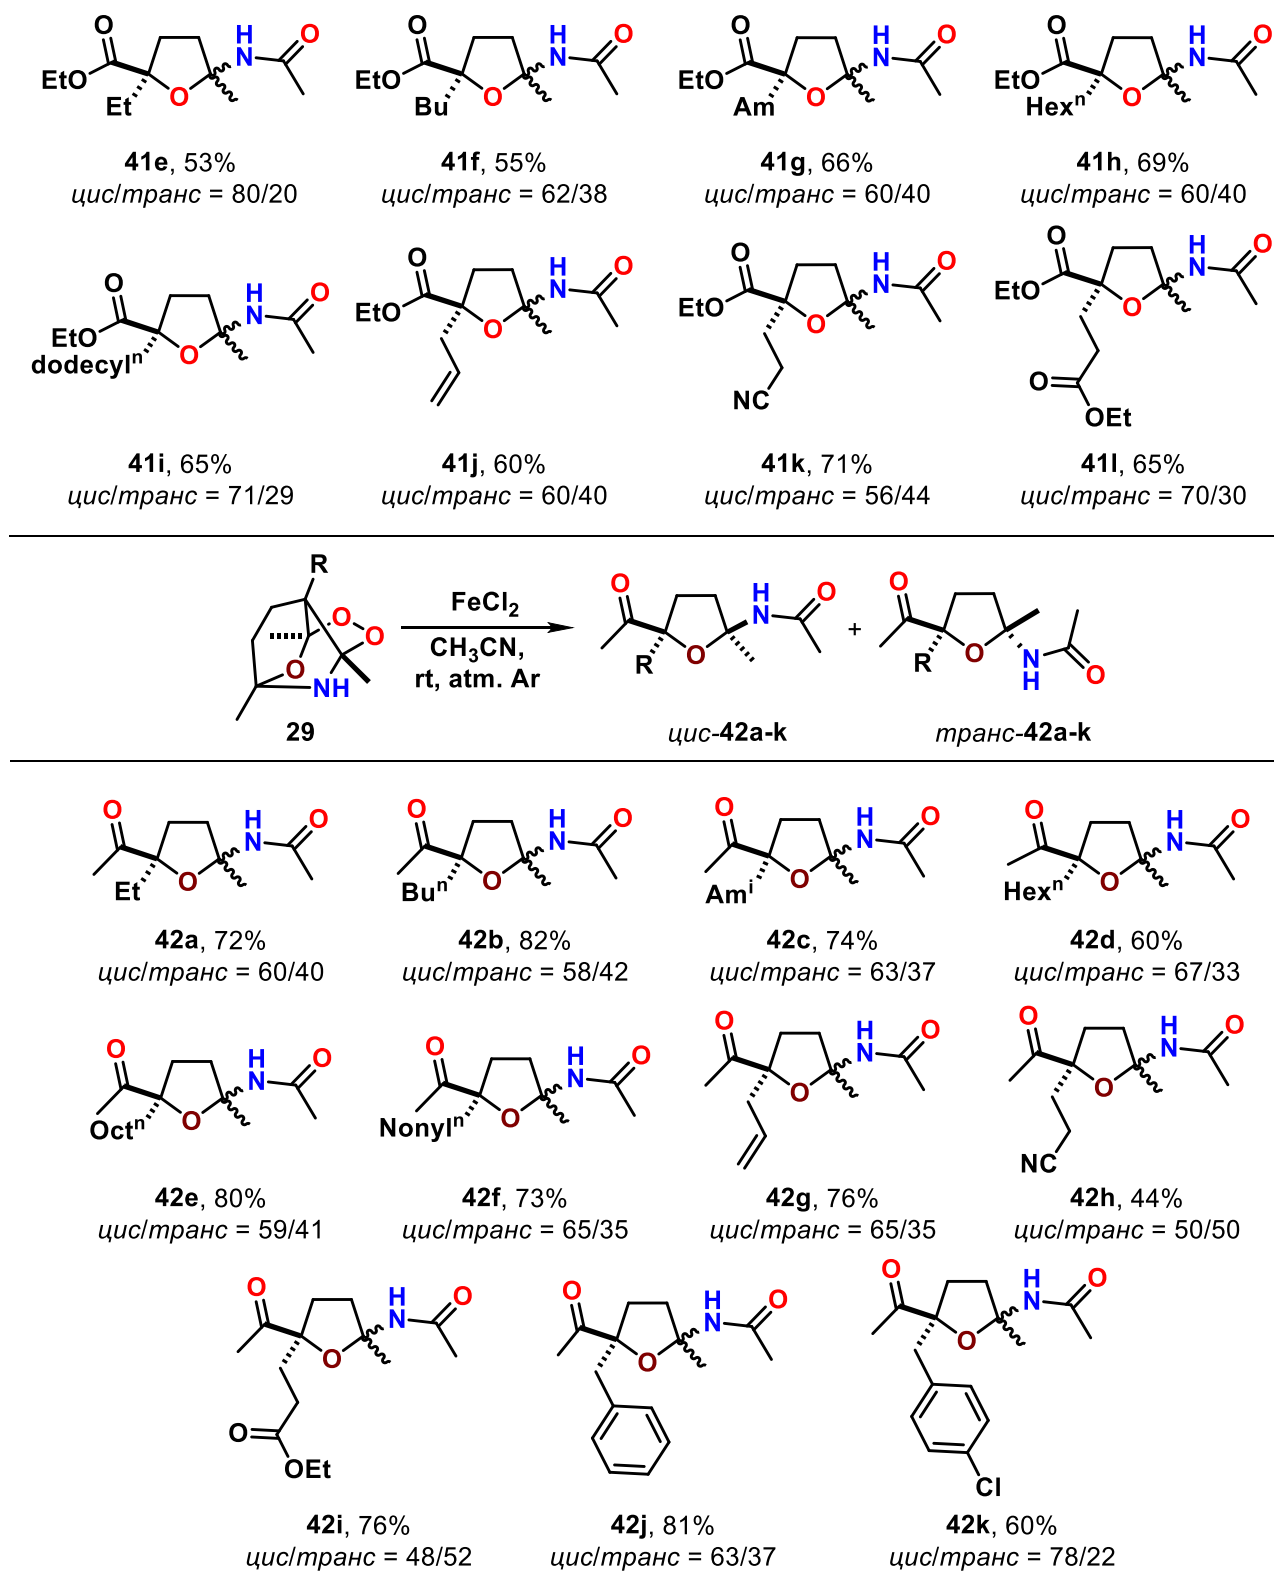 O H N O O H N O O H N O O H N O
EtO Et O EtO Bu O EtO Am O EtO Hexⁿ O
41e, 53% 41f, 55% 41g, 66% 41h, 69%
цис/транс = 80/20 цис/транс = 62/38 цис/транс = 60/40 цис/транс = 60/40
O H N O O H N O O H N O O H N O
EtO dodecylⁿ O EtO O EtO O NC EtO O O OEt
41i, 65% 41j, 60% 41k, 71% 41l, 65%
цис/транс = 71/29 цис/транс = 60/40 цис/транс = 56/44 цис/транс = 70/30
R O O O NH
29
FeCl₂
CH₃CN,
rt, atm. Ar
O R O H N O
цис-42a-k
+
O R O N H O
транс-42a-k
O H N O O H N O O H N O O H N O
Et O Buⁿ O Amⁱ O Hexⁿ O
42a, 72% 42b, 82% 42c, 74% 42d, 60%
цис/транс = 60/40 цис/транс = 58/42 цис/транс = 63/37 цис/транс = 67/33
O H N O O H N O O H N O O H N O
Octⁿ O Nonylⁿ O O O NC
42e, 80% 42f, 73% 42g, 76% 42h, 44%
цис/транс = 59/41 цис/транс = 65/35 цис/транс = 65/35 цис/транс = 50/50
O H N O O H N O O H N O
O O OEt O O Cl
42i, 76% 42j, 81% 42k, 60%
цис/транс = 48/52 цис/транс = 63/37 цис/транс = 78/22